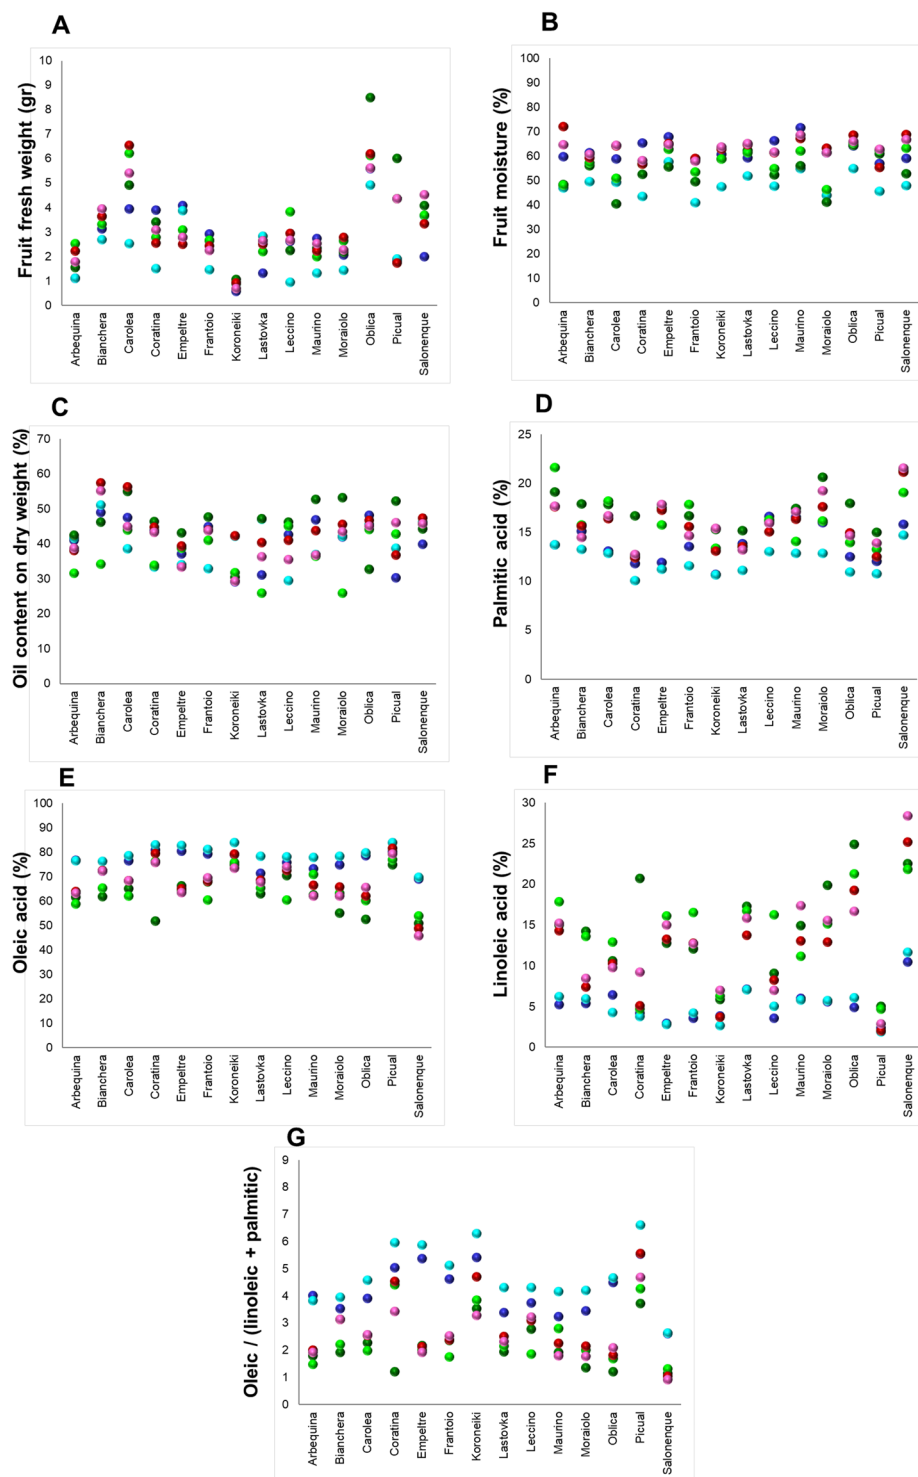 A
Fruit fresh weight (gr)
10
9
8
7
6
5
4
3
2
1
0
Arbequina
Bianchera
Carolea
Coratina
Empeltre
Frantoio
Koroneiki
Lastovka
Leccino
Maurino
Moraiolo
Oblica
Picual
Salonenque
B
Fruit moisture (%)
100
90
80
70
60
50
40
30
20
10
0
Arbequina
Bianchera
Carolea
Coratina
Empeltre
Frantoio
Koroneiki
Lastovka
Leccino
Maurino
Moraiolo
Oblica
Picual
Salonenque
C
Oil content on dry weight (%)
70
60
50
40
30
20
10
0
Arbequina
Bianchera
Carolea
Coratina
Empeltre
Frantoio
Koroneiki
Lastovka
Leccino
Maurino
Moraiolo
Oblica
Picual
Salonenque
D
Palmitic acid (%)
25
20
15
10
5
0
Arbequina
Bianchera
Carolea
Coratina
Empeltre
Frantoio
Koroneiki
Lastovka
Leccino
Maurino
Moraiolo
Oblica
Picual
Salonenque
E
Oleic acid (%)
100
90
80
70
60
50
40
30
20
10
0
Arbequina
Bianchera
Carolea
Coratina
Empeltre
Frantoio
Koroneiki
Lastovka
Leccino
Maurino
Moraiolo
Oblica
Picual
Salonenque
F
Linoleic acid (%)
30
25
20
15
10
5
0
Arbequina
Bianchera
Carolea
Coratina
Empeltre
Frantoio
Koroneiki
Lastovka
Leccino
Maurino
Moraiolo
Oblica
Picual
Salonenque
G
Oleic / (linoleic + palmitic)
9
8
7
6
5
4
3
2
1
0
Arbequina
Bianchera
Carolea
Coratina
Empeltre
Frantoio
Koroneiki
Lastovka
Leccino
Maurino
Moraiolo
Oblica
Picual
Salonenque